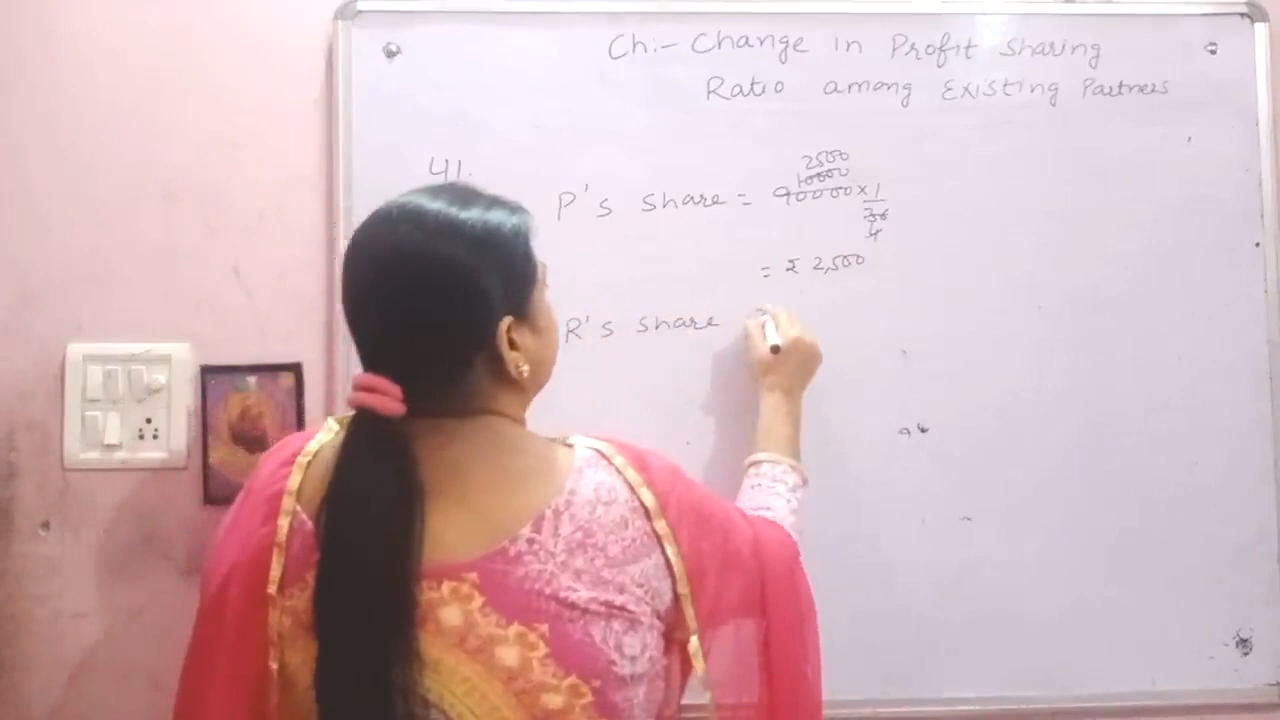 Ch:- Change in Profit Sharing
Ratio among Existing Partners
41.
2500
10000
P's share = 90000 × 1
36
4
= ₹ 2,500
R's share